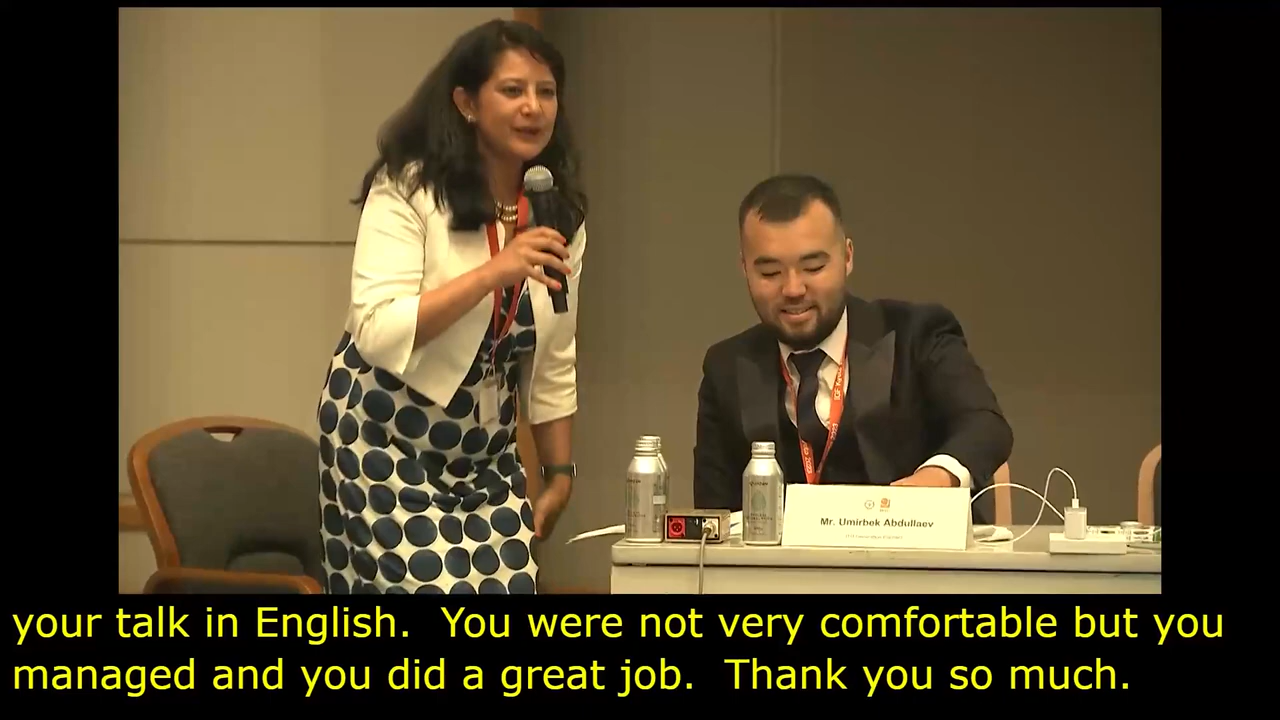 Mr. Umirbek Abdullaev
your talk in English.  You were not very comfortable but you
managed and you did a great job.  Thank you so much.